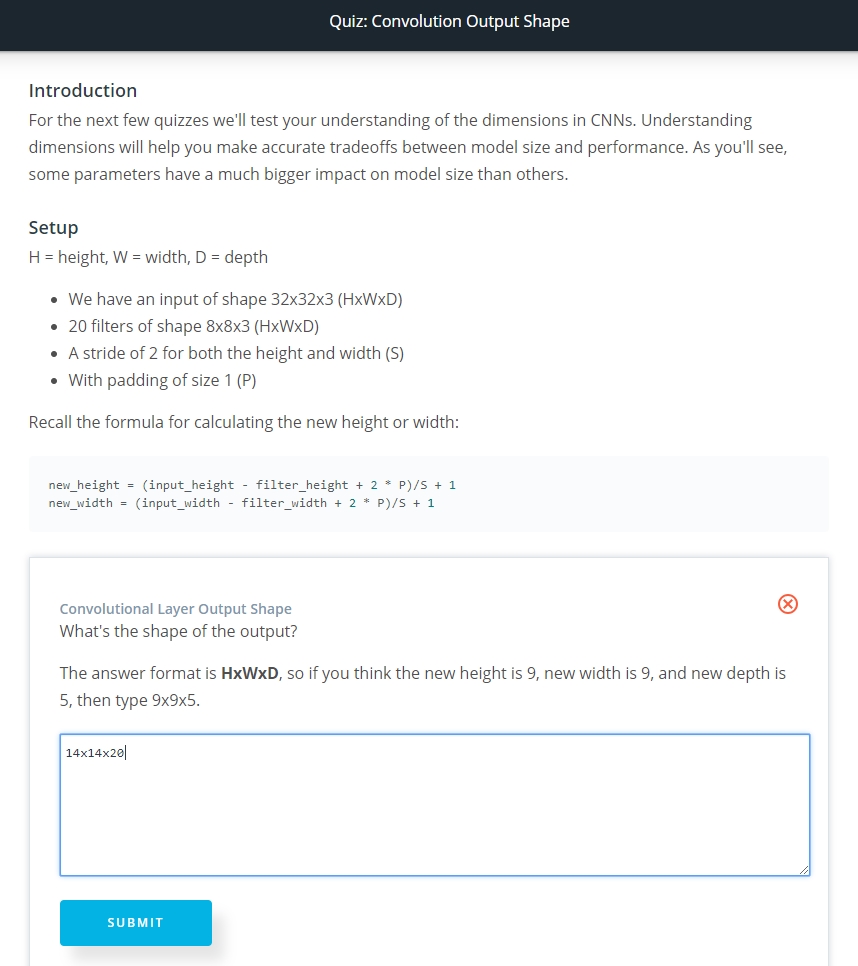 Quiz: Convolution Output Shape
Introduction
For the next few quizzes we'll test your understanding of the dimensions in CNNs. Understanding
dimensions will help you make accurate tradeoffs between model size and performance. As you'll see,
some parameters have a much bigger impact on model size than others.
Setup
H = height, W = width, D = depth
• We have an input of shape 32x32x3 (HxWxD)
• 20 filters of shape 8x8x3 (HxWxD)
• A stride of 2 for both the height and width (S)
• With padding of size 1 (P)
Recall the formula for calculating the new height or width:
new_height = (input_height - filter_height + 2 * P)/S + 1
new_width = (input_width - filter_width + 2 * P)/S + 1
Convolutional Layer Output Shape
What's the shape of the output?
The answer format is HxWxD, so if you think the new height is 9, new width is 9, and new depth is
5, then type 9x9x5.
14x14x20
SUBMIT